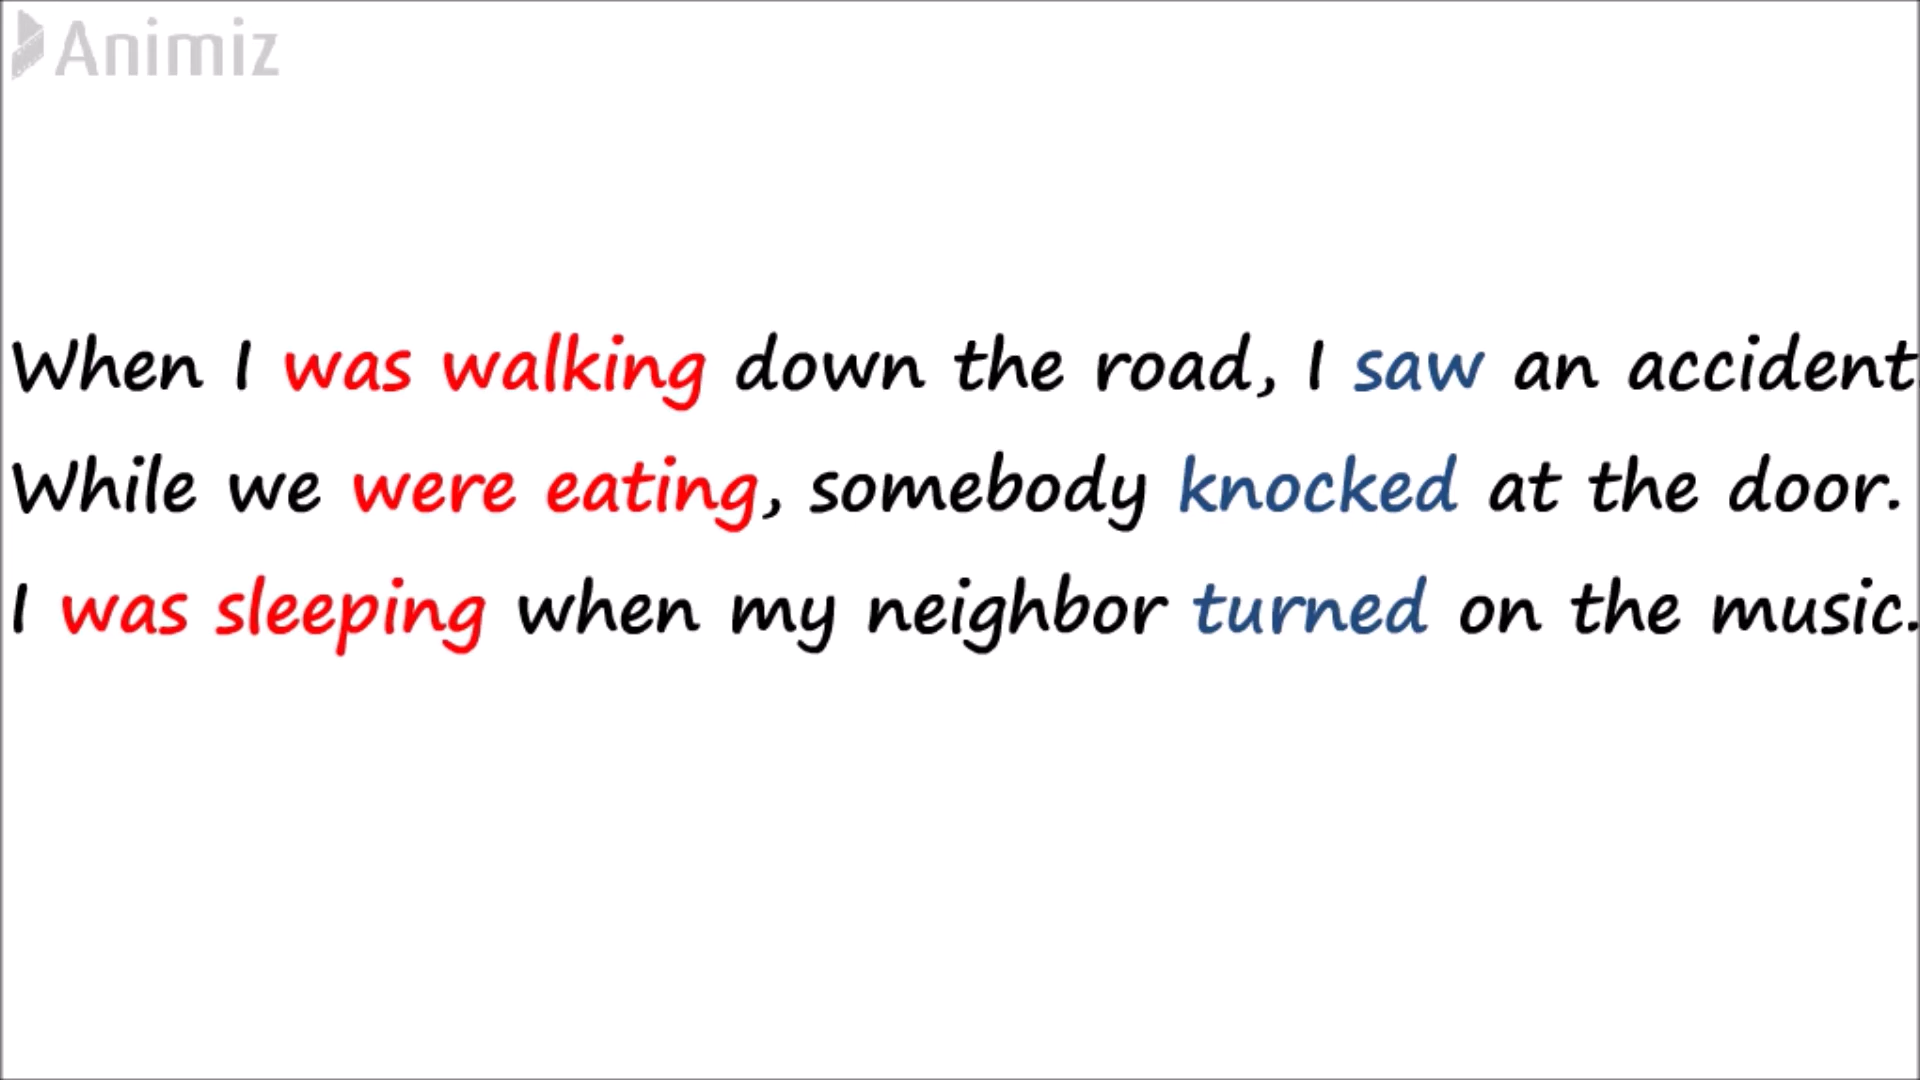 Animiz
When I was walking down the road, I saw an accident
While we were eating, somebody knocked at the door.
I was sleeping when my neighbor turned on the music.